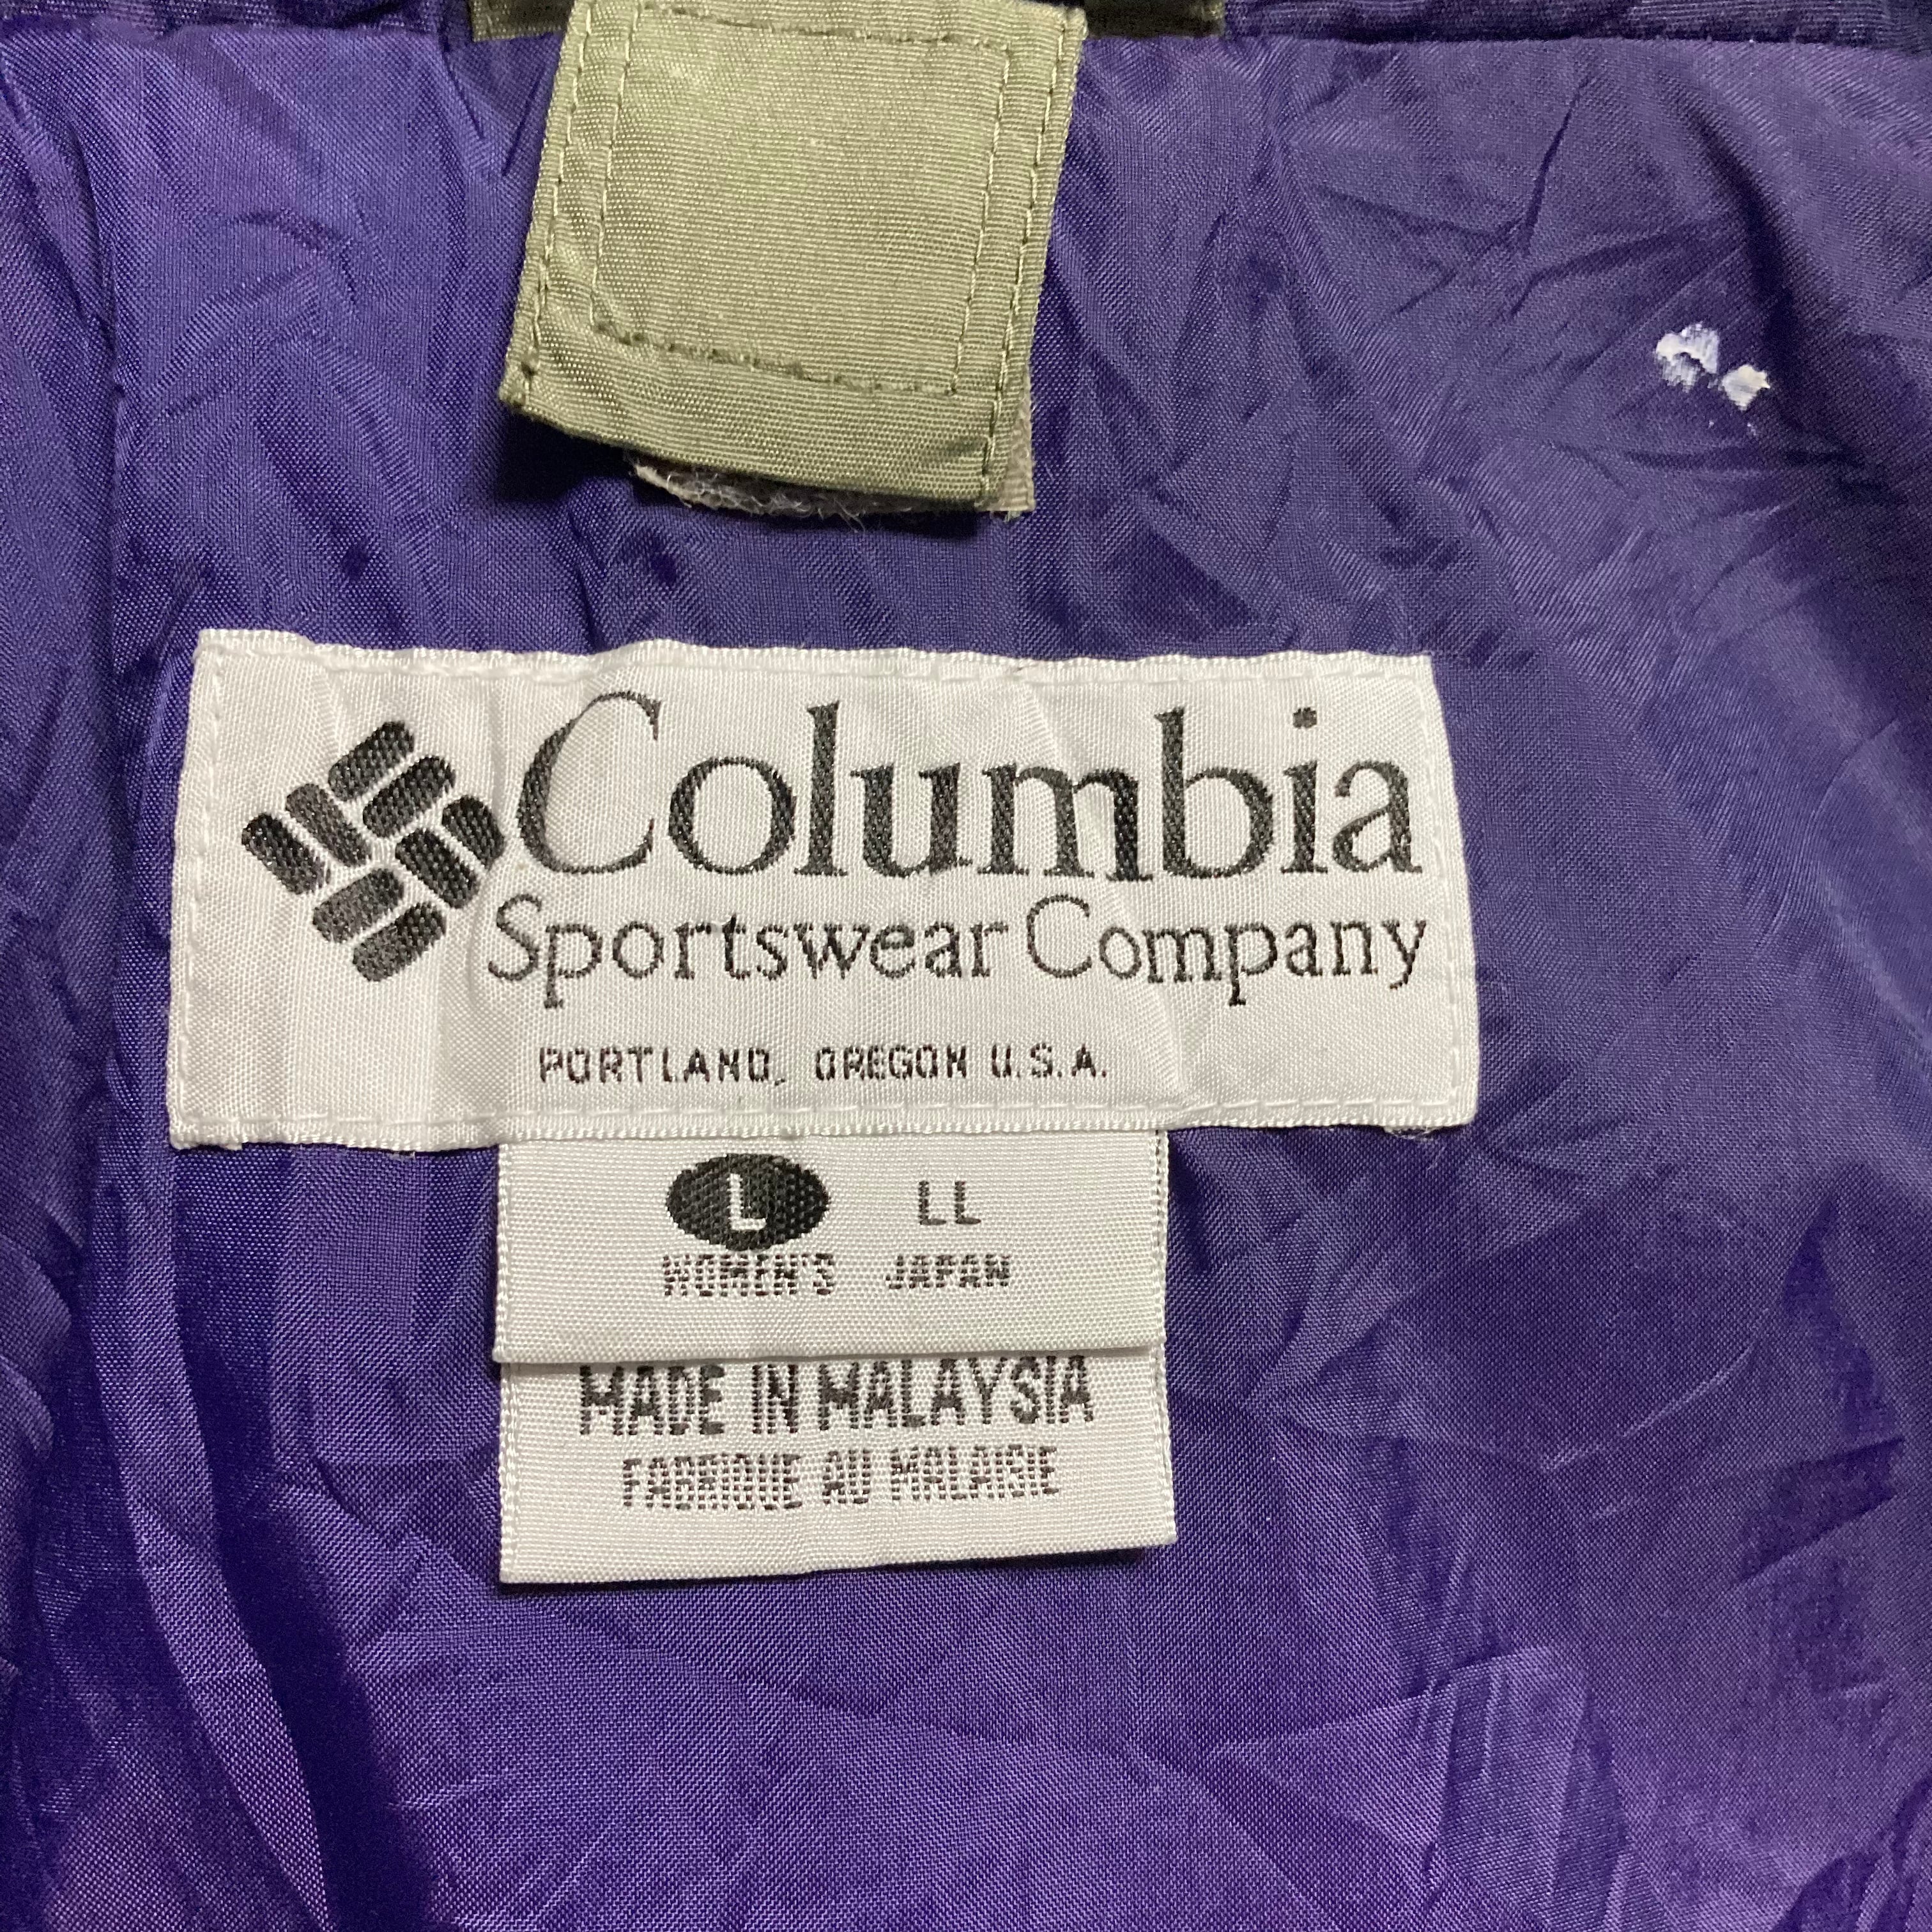 Columbia
Sportswear Company
PORTLAND, OREGON U.S.A.
L LL
WOMEN'S JAPAN
MADE IN MALAYSIA
FABRIQUE AU MALAISIE